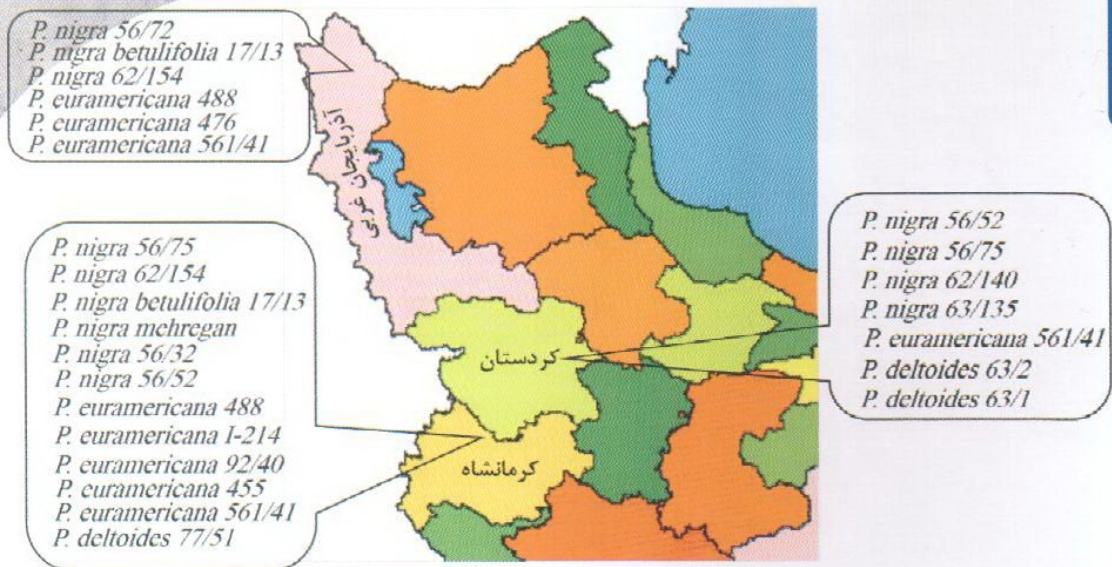 P. nigra 56/72
P. nigra betulifolia 17/13
P. nigra 62/154
P. euramericana 488
P. euramericana 476
P. euramericana 561/41
آذربایجان غربی
P. nigra 56/75
P. nigra 62/154
P. nigra betulifolia 17/13
P. nigra mehregan
P. nigra 56/32
P. nigra 56/52
P. euramericana 488
P. euramericana I-214
P. euramericana 92/40
P. euramericana 455
P. euramericana 561/41
P. deltoides 77/51
کردستان
کرمانشاه
P. nigra 56/52
P. nigra 56/75
P. nigra 62/140
P. nigra 63/135
P. euramericana 561/41
P. deltoides 63/2
P. deltoides 63/1